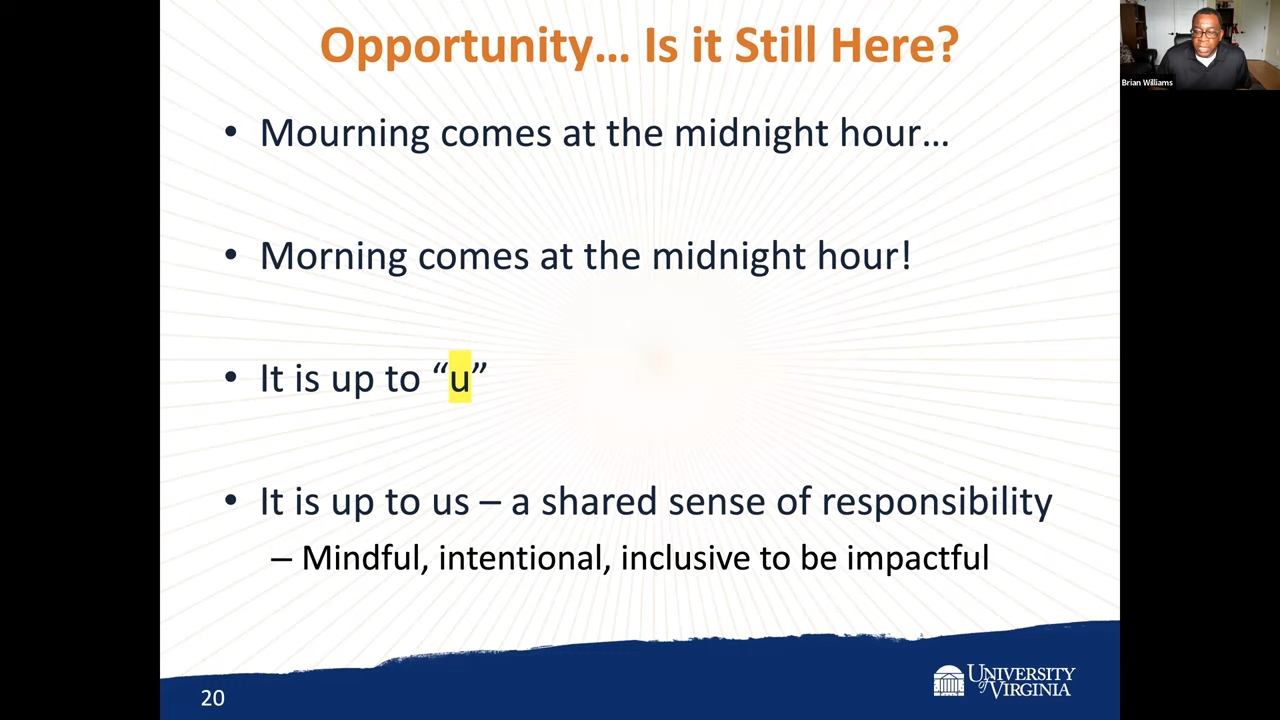 Opportunity… Is it Still Here?
Brian Williams
• Mourning comes at the midnight hour…
• Morning comes at the midnight hour!
• It is up to “u”
• It is up to us – a shared sense of responsibility
– Mindful, intentional, inclusive to be impactful
20
UNIVERSITY
of VIRGINIA